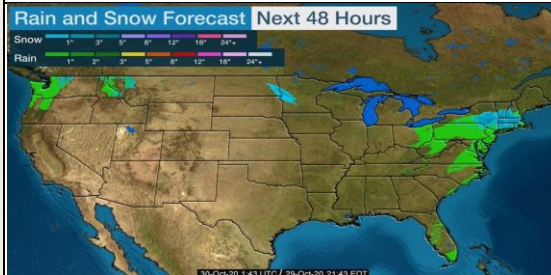 Rain and Snow Forecast Next 48 Hours
Snow 1" 3" 5" 8" 12" 18" 24"+
Rain 1" 2" 3" 5" 8" 12" 18" 24"+
30-Oct-20 1:43 UTC / 29-Oct-20 21:43 EDT